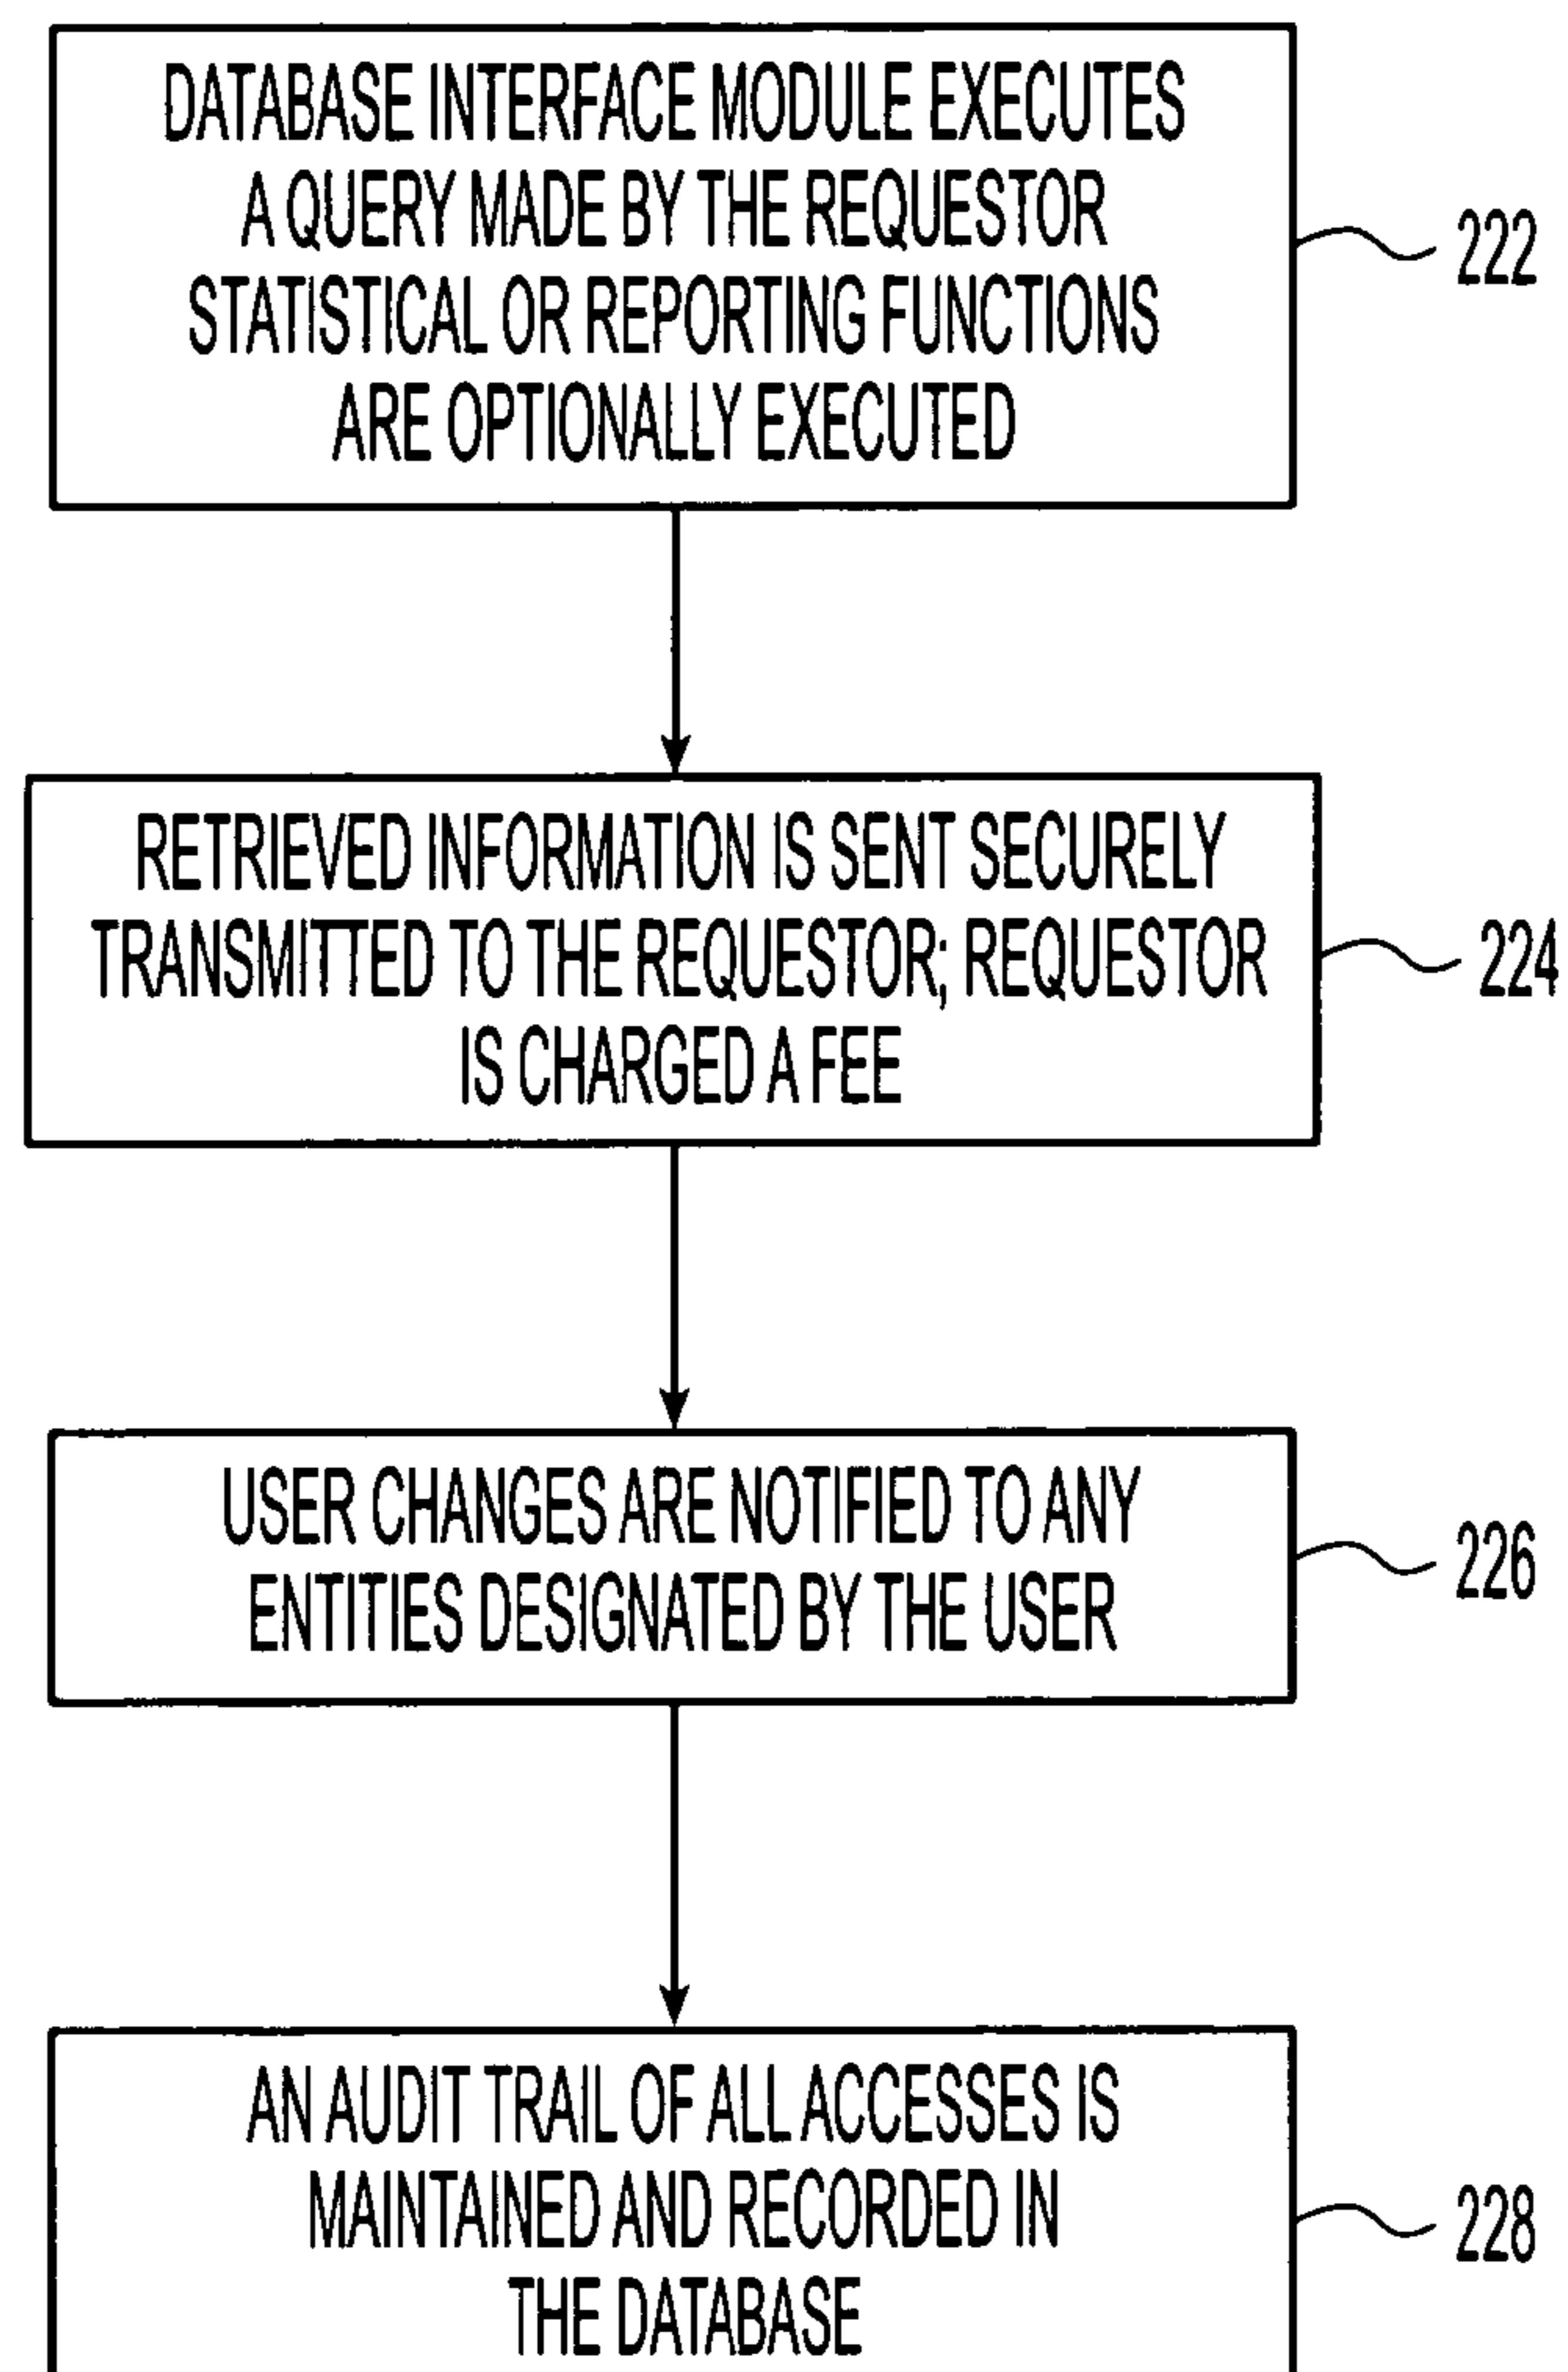 DATABASE INTERFACE MODULE EXECUTES
A QUERY MADE BY THE REQUESTOR
STATISTICAL OR REPORTING FUNCTIONS
ARE OPTIONALLY EXECUTED
222
RETRIEVED INFORMATION IS SENT SECURELY
TRANSMITTED TO THE REQUESTOR; REQUESTOR
IS CHARGED A FEE
224
USER CHANGES ARE NOTIFIED TO ANY
ENTITIES DESIGNATED BY THE USER
226
AN AUDIT TRAIL OF ALL ACCESSES IS
MAINTAINED AND RECORDED IN
THE DATABASE
228